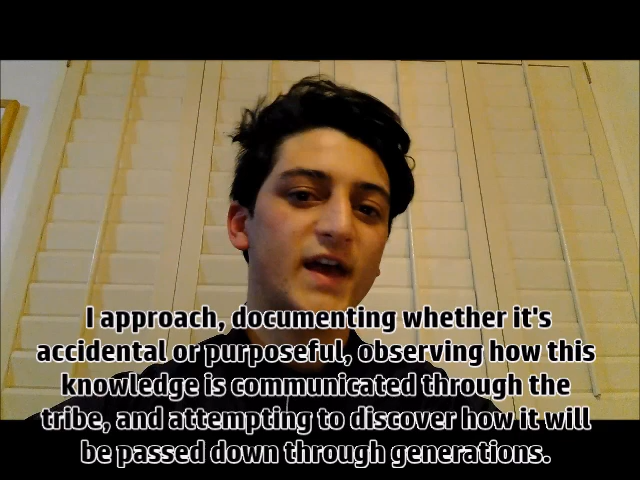 I approach, documenting whether it's
accidental or purposeful, observing how this
knowledge is communicated through the
tribe, and attempting to discover how it will
be passed down through generations.